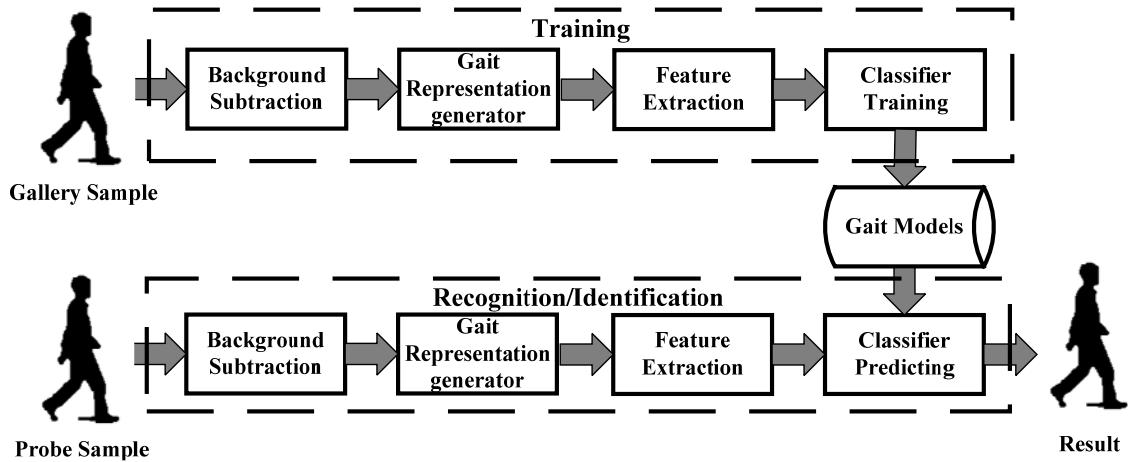 Training
Background
Subtraction
Gait
Representation
generator
Feature
Extraction
Classifier
Training
Gallery Sample
Gait Models
Recognition/Identification
Background
Subtraction
Gait
Representation
generator
Feature
Extraction
Classifier
Predicting
Probe Sample
Result